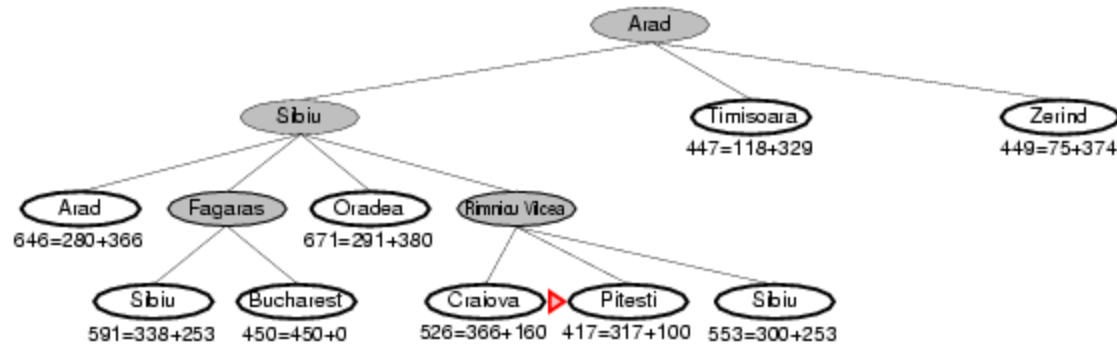 Arad
Sibiu
Timisoara
Zerind
447=118+329
449=75+374
Arad
Fagaras
Oradea
Rimnicu Vilcea
646=280+366
671=291+380
Sibiu
Bucharest
Craiova
Pitesti
Sibiu
591=338+253
450=450+0
526=366+160
417=317+100
553=300+253